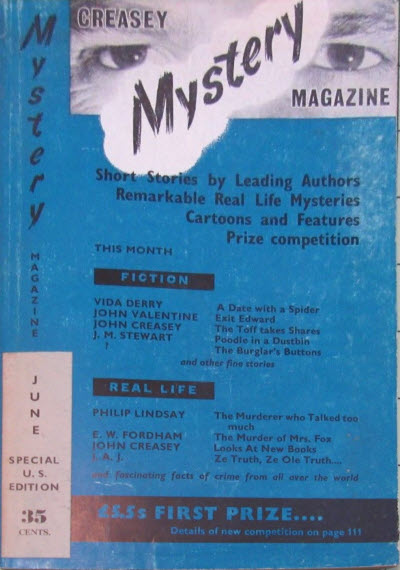 Mystery
MAGAZINE
JUNE
SPECIAL
U.S.
EDITION
35
CENTS.
CREASEY
Mystery
MAGAZINE
Short Stories by Leading Authors
Remarkable Real Life Mysteries
Cartoons and Features
Prize competition
THIS MONTH
FICTION
VIDA DERRY A Date with a Spider
JOHN VALENTINE Exit Edward
JOHN CREASEY The Toff takes Shares
J. M. STEWART Poodle in a Dustbin
? The Burglar's Buttons
and other fine stories
REAL LIFE
PHILIP LINDSAY The Murderer who Talked too
much
E. W. FORDHAM The Murder of Mrs. Fox
JOHN CREASEY Looks At New Books
J. A. J. Ze Truth, Ze Ole Truth....
and fascinating facts of crime from all over the world
£££s FIRST PRIZE....
Details of new competition on page 111